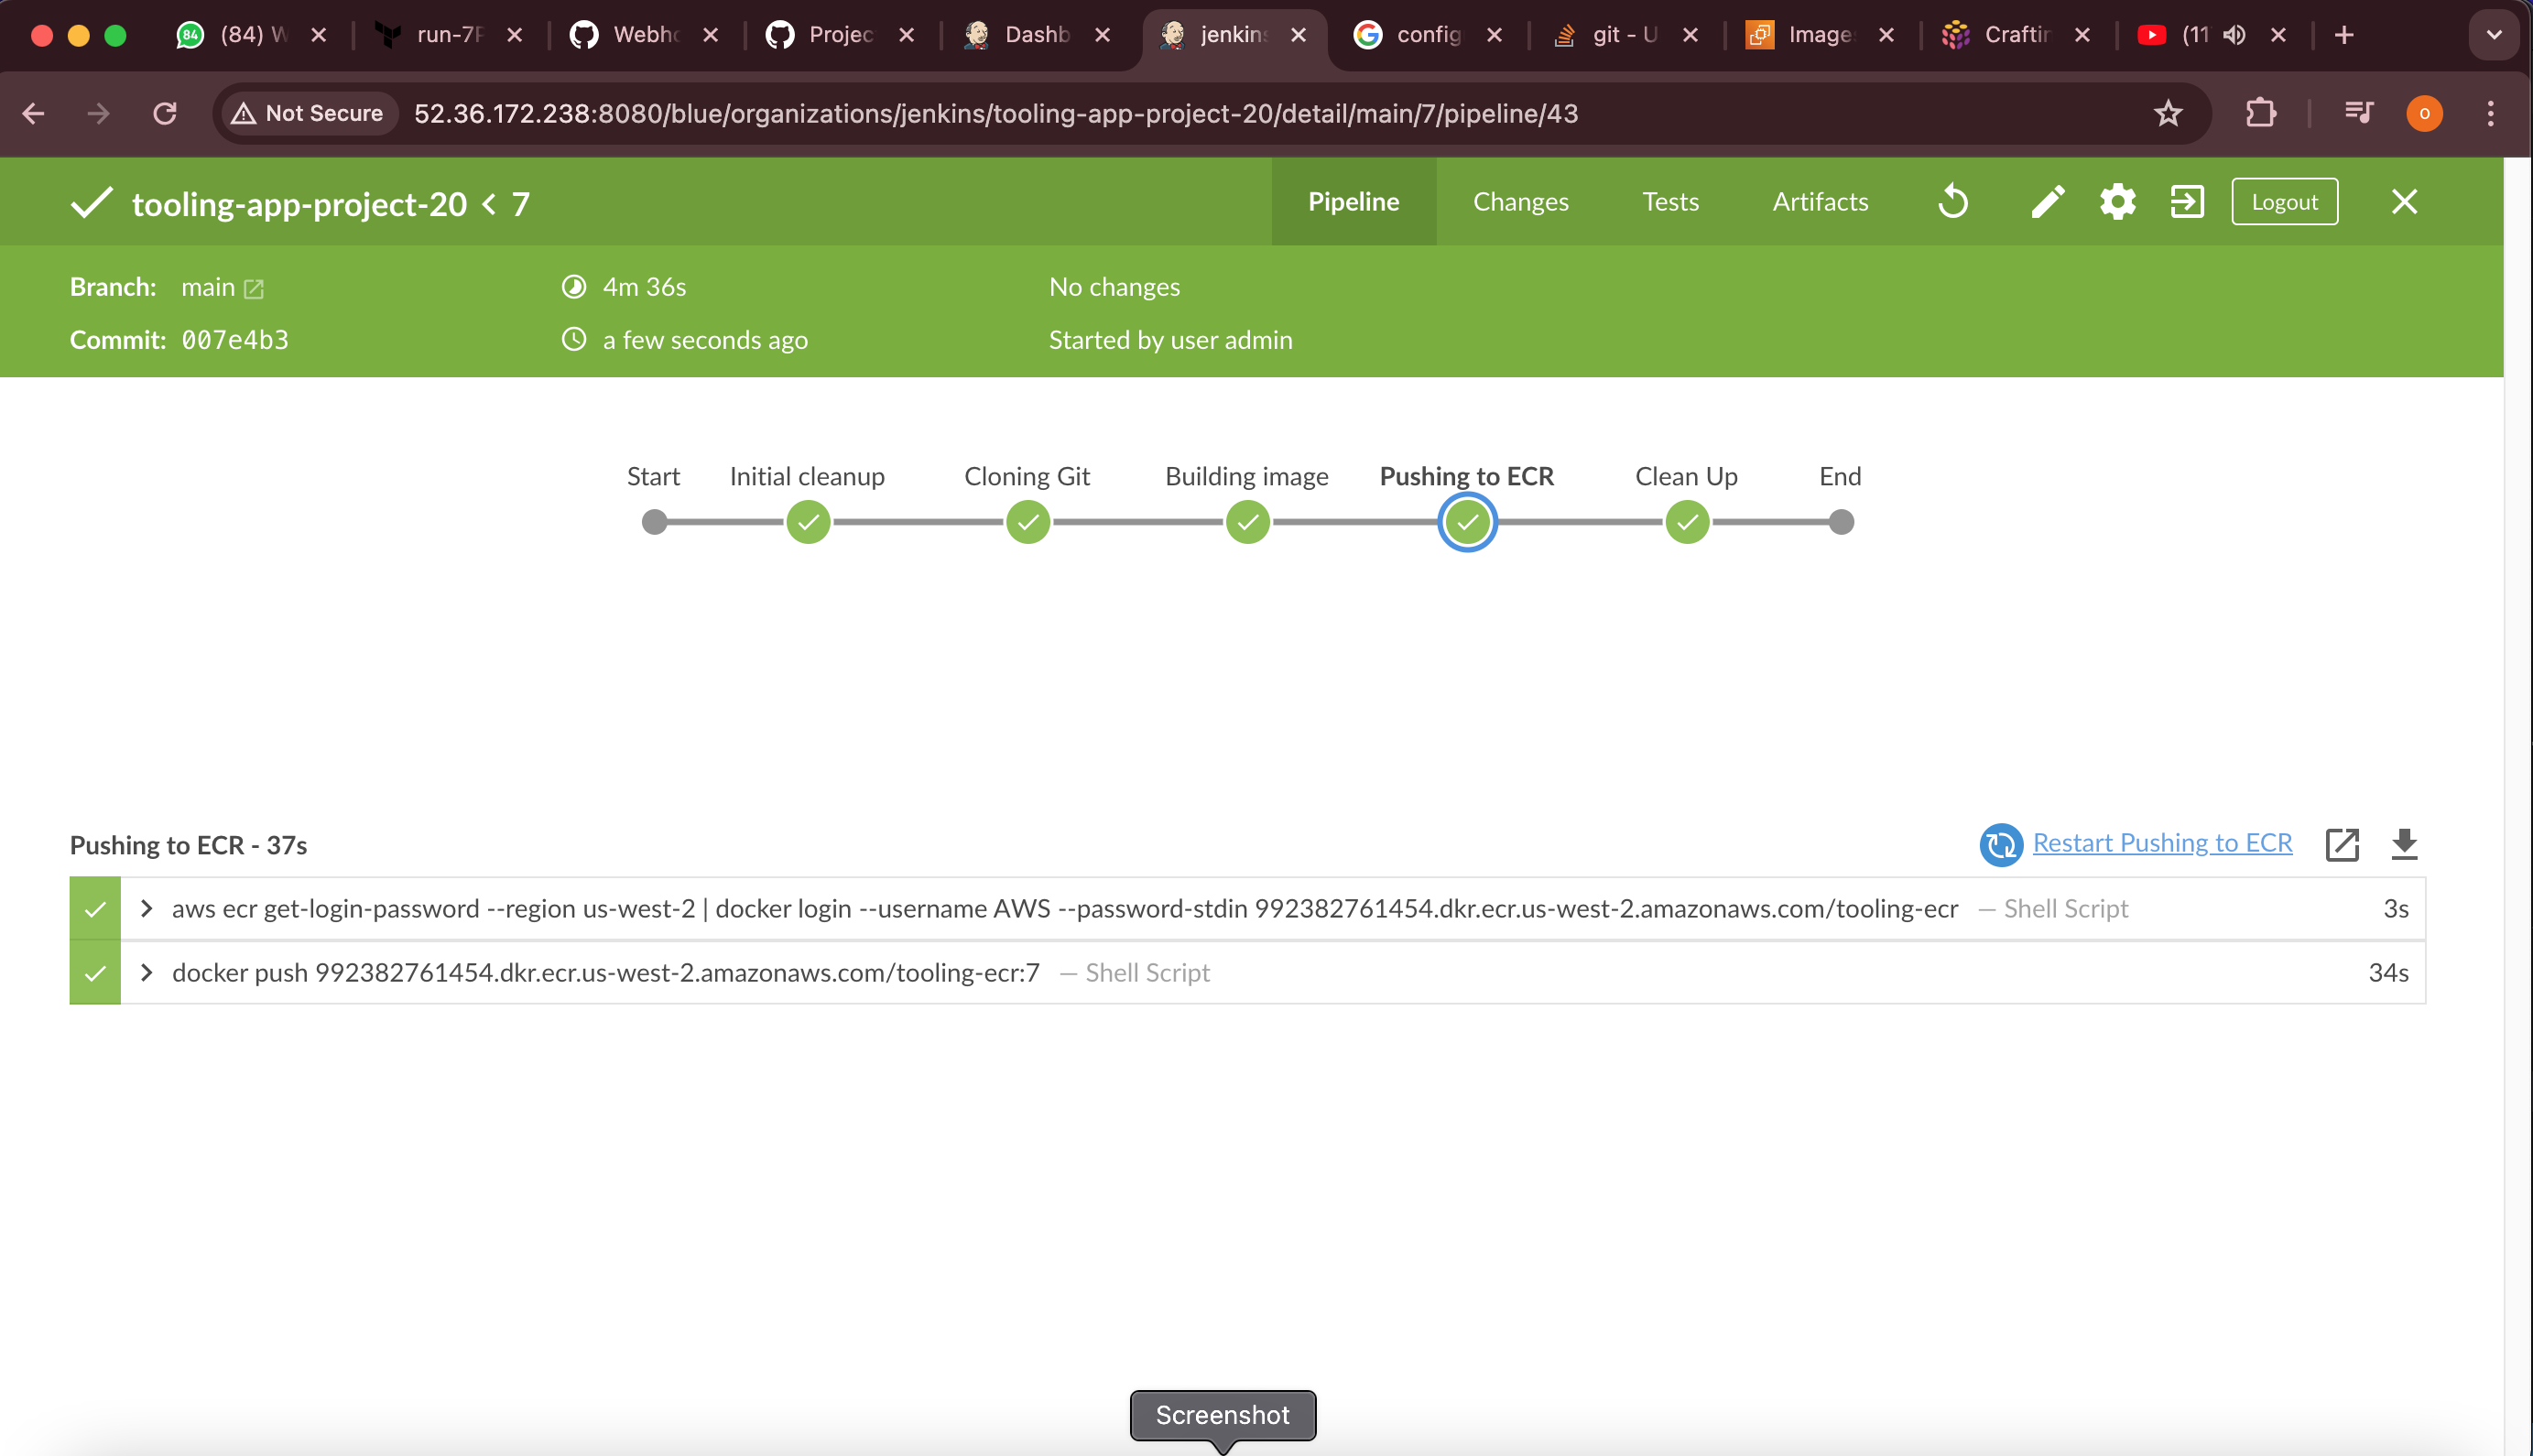 84 (84) W run-7P Webho Projec Dashb jenkins config git - U Image Craftin (11
Not Secure 52.36.172.238:8080/blue/organizations/jenkins/tooling-app-project-20/detail/main/7/pipeline/43 O
tooling-app-project-20 < 7 Pipeline Changes Tests Artifacts Logout
Branch: main 4m 36s No changes
Commit: 007e4b3 a few seconds ago Started by user admin
Start Initial cleanup Cloning Git Building image Pushing to ECR Clean Up End
Pushing to ECR - 37s Restart Pushing to ECR
aws ecr get-login-password --region us-west-2 | docker login --username AWS --password-stdin 992382761454.dkr.ecr.us-west-2.amazonaws.com/tooling-ecr — Shell Script 3s
docker push 992382761454.dkr.ecr.us-west-2.amazonaws.com/tooling-ecr:7 — Shell Script 34s
Screenshot